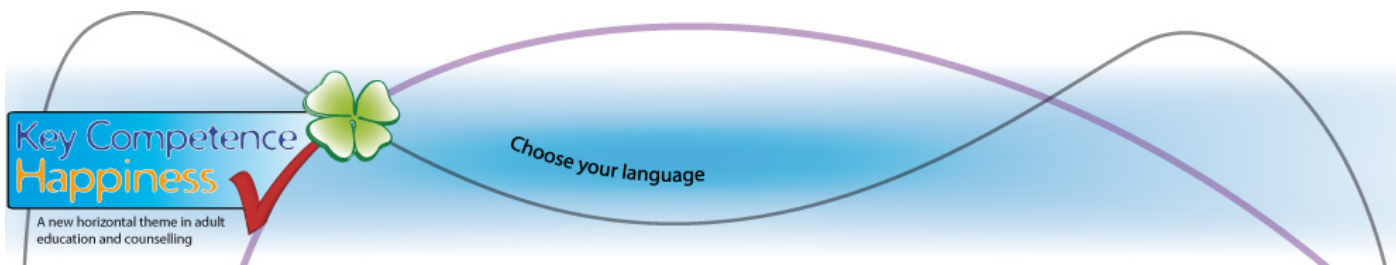 Key Competence
Happiness
A new horizontal theme in adult
education and counselling
Choose your language